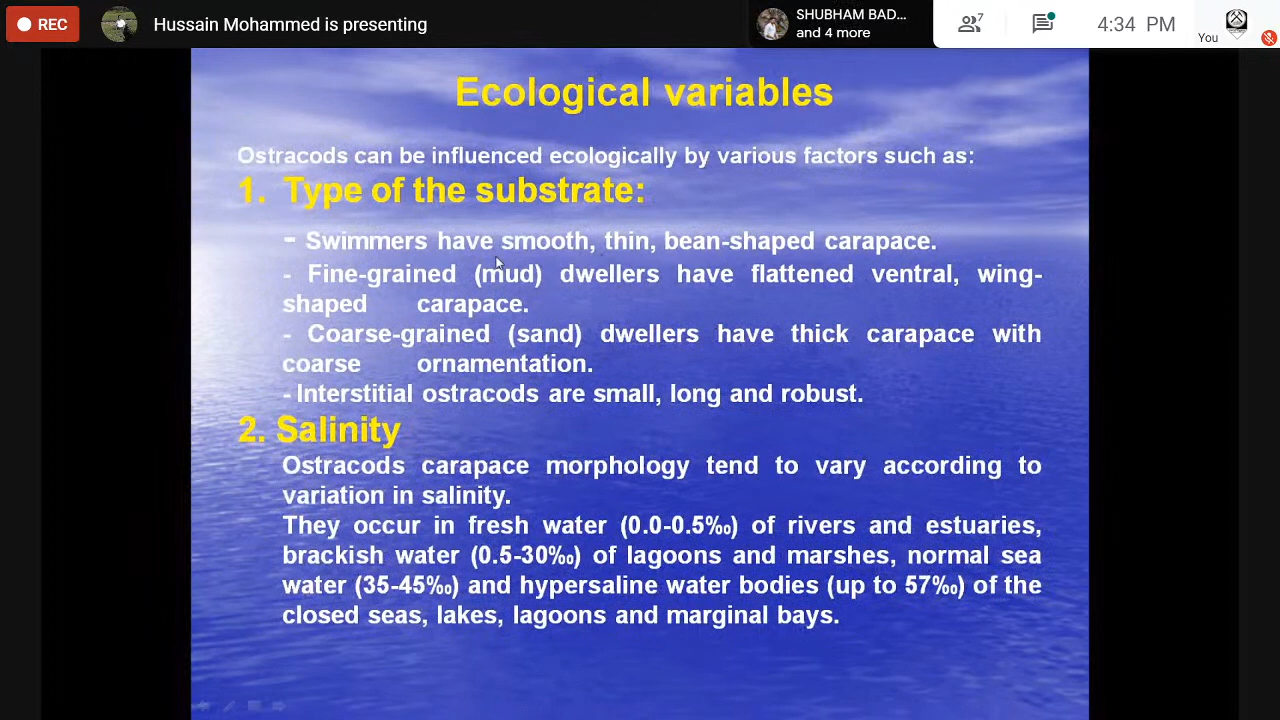 REC
Hussain Mohammed is presenting
SHUBHAM BAD...
and 4 more
7
4:34 PM
You
Ecological variables
Ostracods can be influenced ecologically by various factors such as:
1. Type of the substrate:
- Swimmers have smooth, thin, bean-shaped carapace.
- Fine-grained (mud) dwellers have flattened ventral, wing-
shaped carapace.
- Coarse-grained (sand) dwellers have thick carapace with
coarse ornamentation.
- Interstitial ostracods are small, long and robust.
2. Salinity
Ostracods carapace morphology tend to vary according to
variation in salinity.
They occur in fresh water (0.0-0.5‰) of rivers and estuaries,
brackish water (0.5-30‰) of lagoons and marshes, normal sea
water (35-45‰) and hypersaline water bodies (up to 57‰) of the
closed seas, lakes, lagoons and marginal bays.